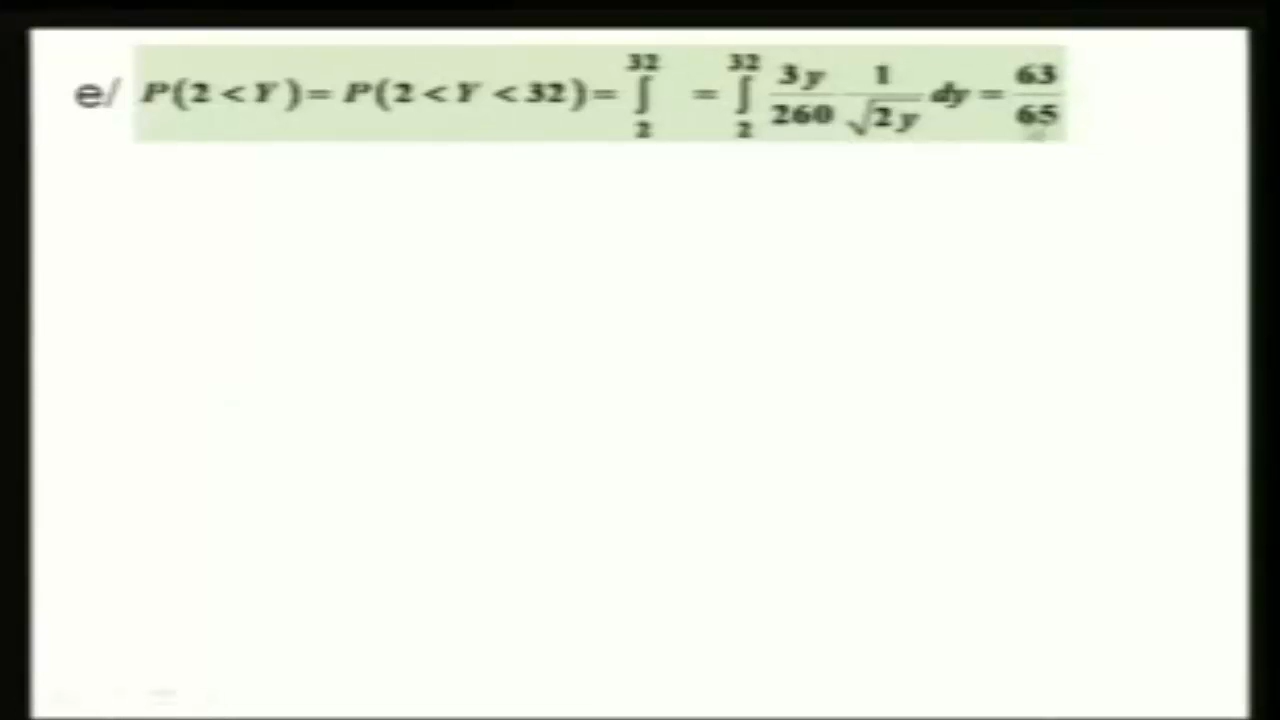 e/ P(2 < Y) = P(2 < Y < 32) = ∫₂³² = ∫₂³² 3y/260 1/√2y dy = 63/65